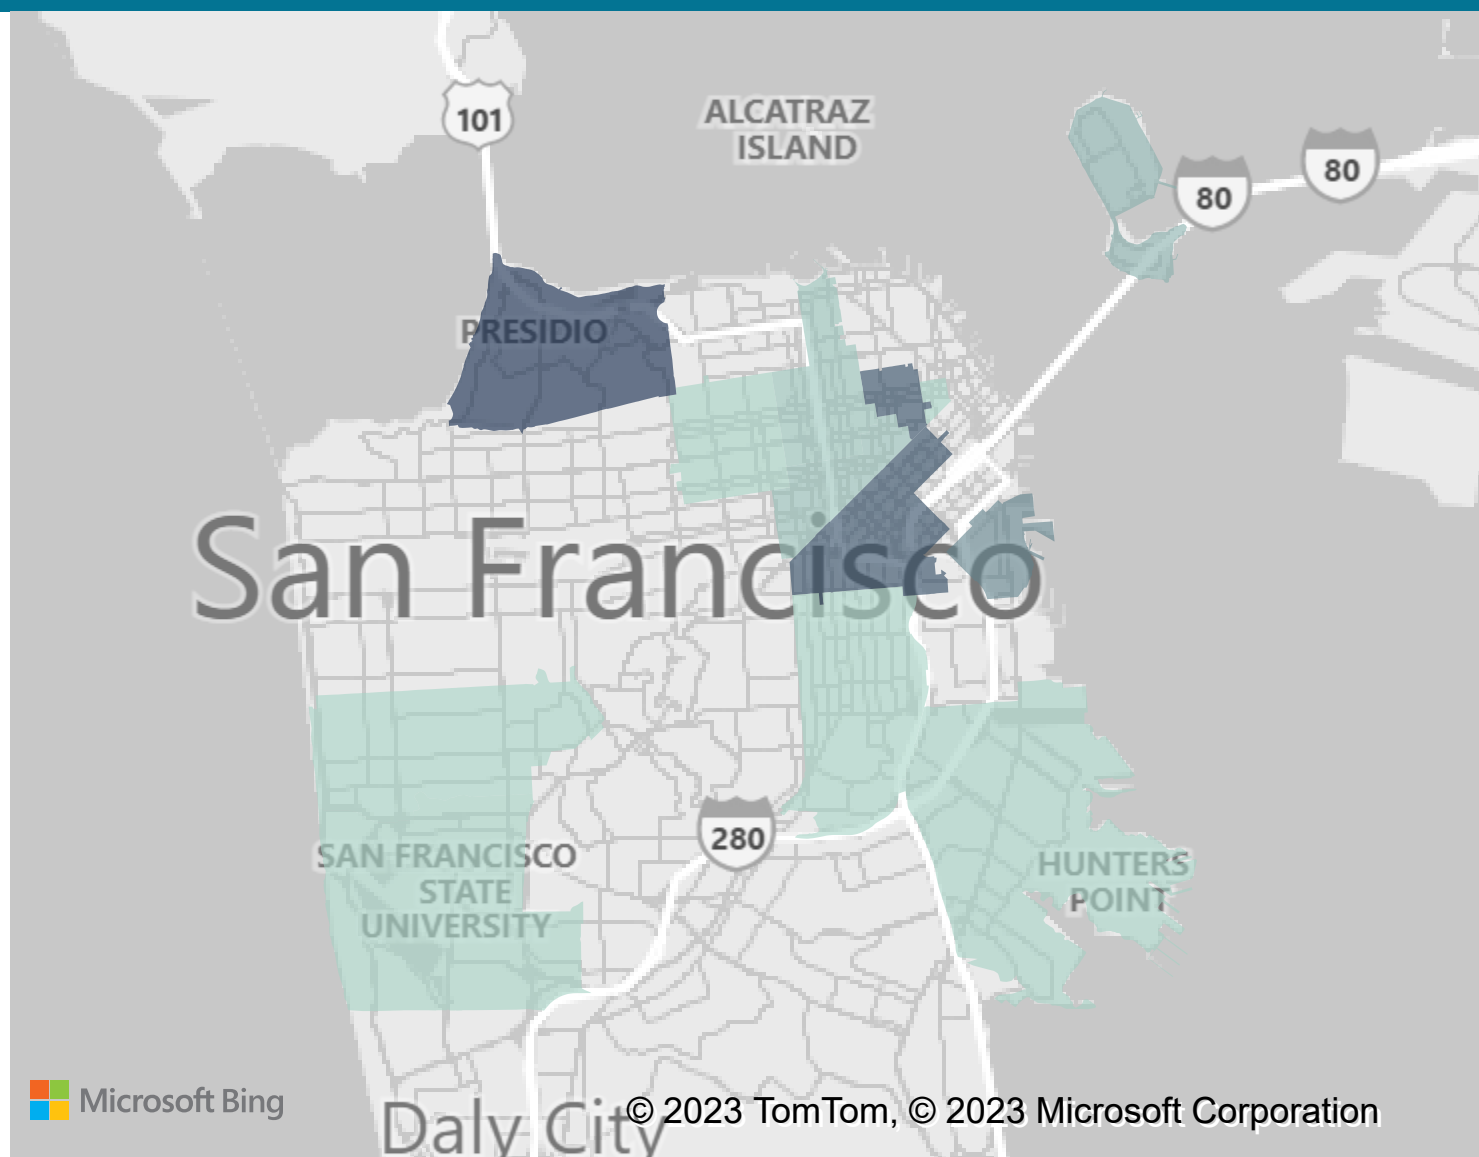 101
ALCATRAZ
ISLAND
80
80
PRESIDIO
San Francisco
280
SAN FRANCISCO
STATE
UNIVERSITY
HUNTERS
POINT
Microsoft Bing
Daly City
© 2023 TomTom, © 2023 Microsoft Corporation